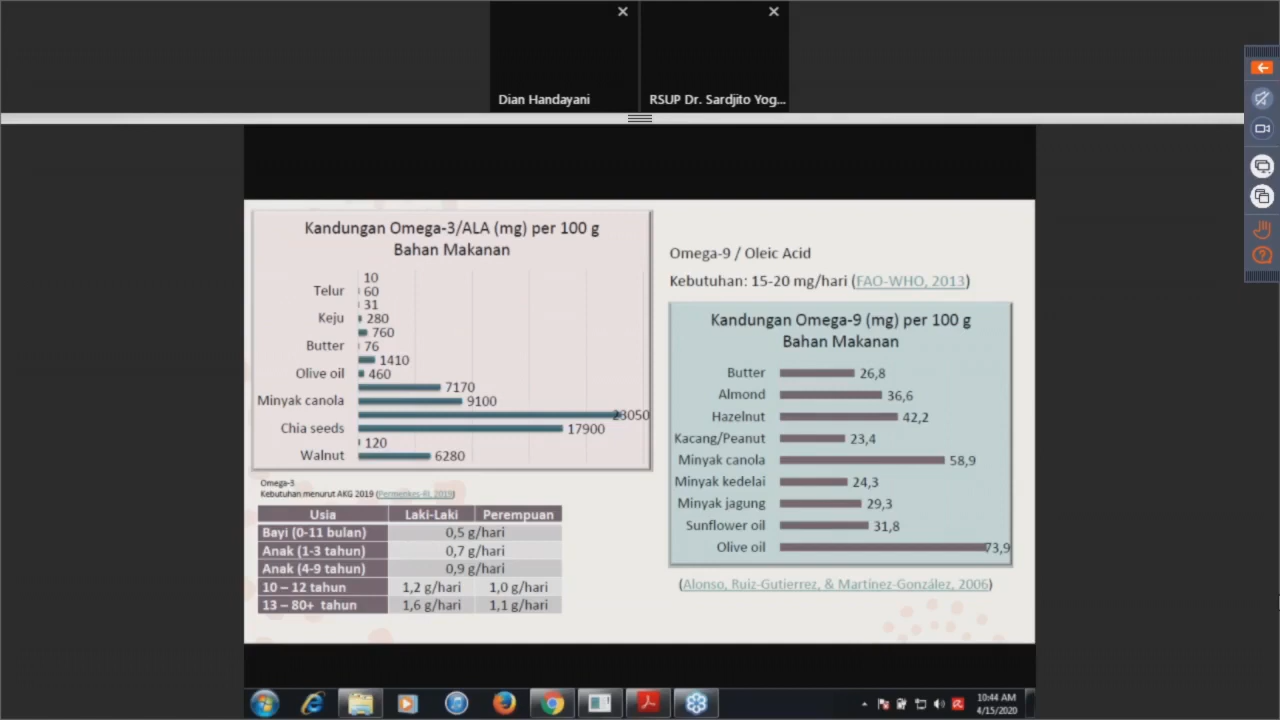 Dian Handayani
RSUP Dr. Sardjito Yog...
Kandungan Omega-3/ALA (mg) per 100 g
Bahan Makanan
10
Telur 60
31
Keju 280
760
Butter 76
1410
Olive oil 460
7170
Minyak canola 9100
23050
Chia seeds 17900
120
Walnut 6280
Omega-3
Kebutuhan menurut AKG 2019 (Permenkes-RI, 2019)
Usia Laki-Laki Perempuan
Bayi (0-11 bulan) 0,5 g/hari
Anak (1-3 tahun) 0,7 g/hari
Anak (4-9 tahun) 0,9 g/hari
10 – 12 tahun 1,2 g/hari 1,0 g/hari
13 – 80+ tahun 1,6 g/hari 1,1 g/hari
Omega-9 / Oleic Acid
Kebutuhan: 15-20 mg/hari (FAO-WHO, 2013)
Kandungan Omega-9 (mg) per 100 g
Bahan Makanan
Butter 26,8
Almond 36,6
Hazelnut 42,2
Kacang/Peanut 23,4
Minyak canola 58,9
Minyak kedelai 24,3
Minyak jagung 29,3
Sunflower oil 31,8
Olive oil 73,9
(Alonso, Ruiz-Gutierrez, & Martínez-González, 2006)
10:44 AM
4/15/2020